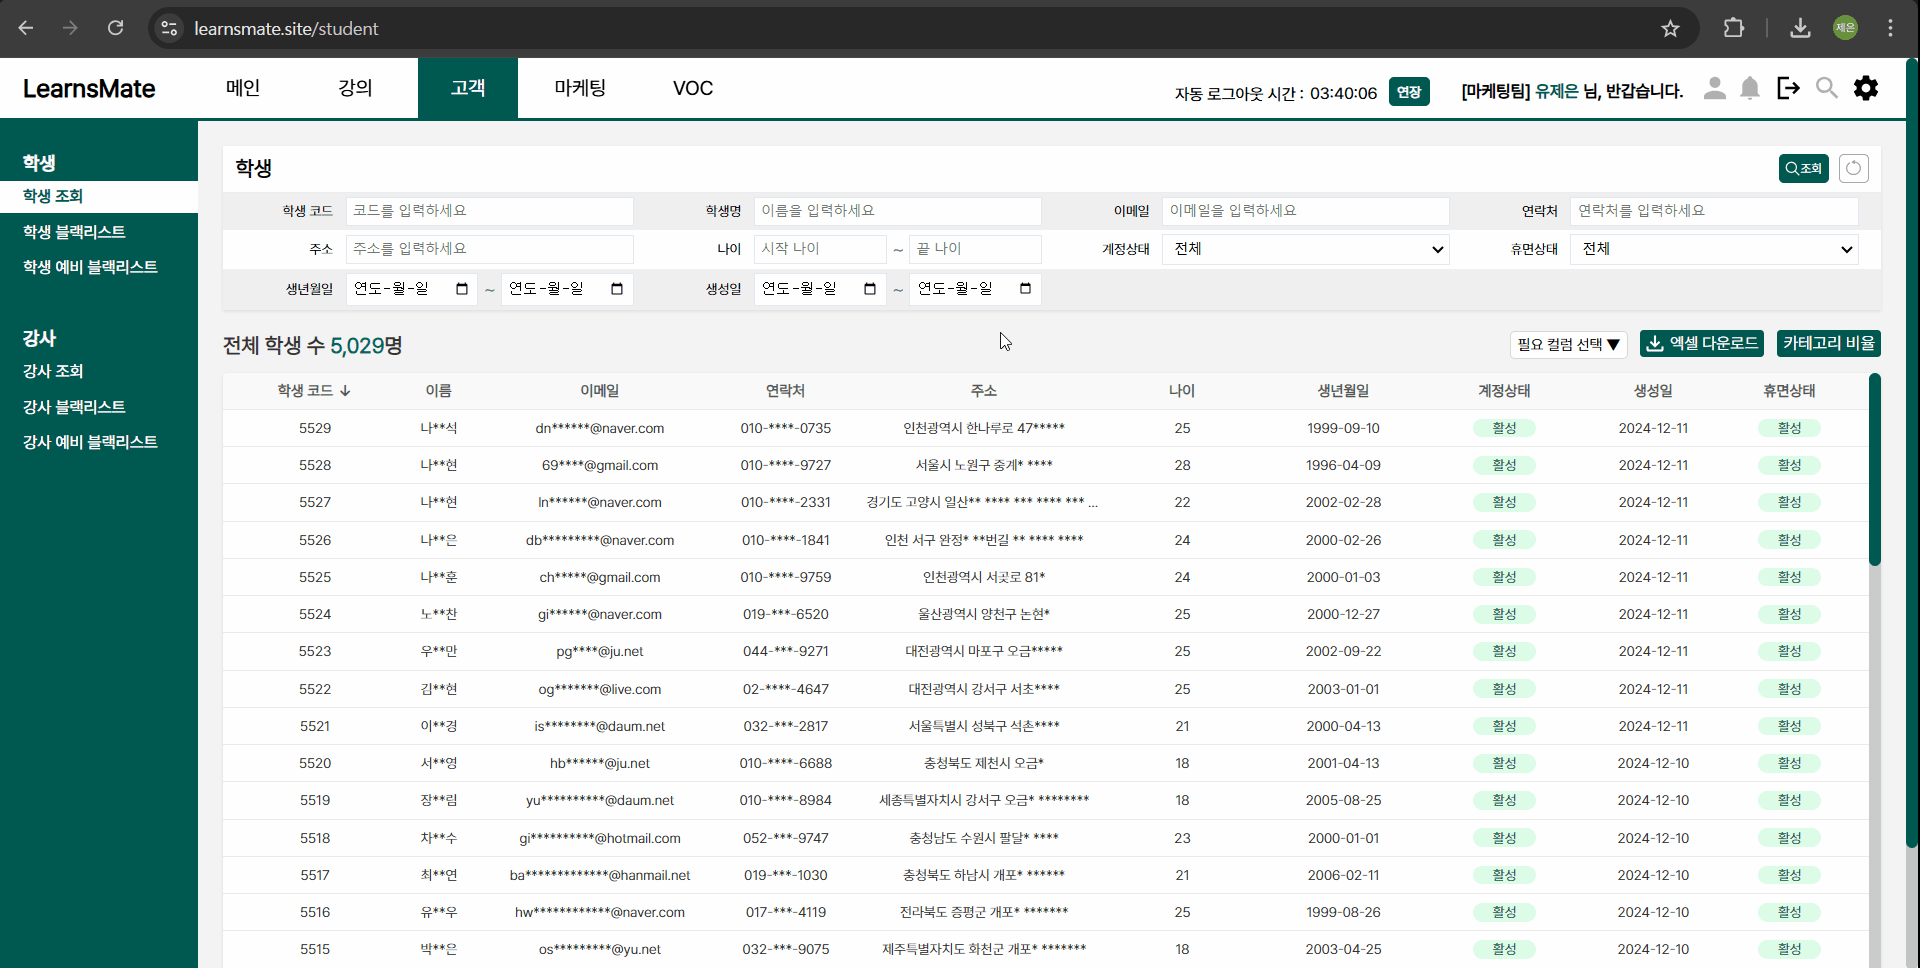 learnsmate.site/student
제은
LearnsMate 메인 강의 고객 마케팅 VOC 자동 로그아웃 시간 : 03:40:06 연장 [마케팅팀] 유제은 님, 반갑습니다.
학생
학생 조회
학생 블랙리스트
학생 예비 블랙리스트
강사
강사 조회
강사 블랙리스트
강사 예비 블랙리스트
학생 조회
학생 코드 코드를 입력하세요 학생명 이름을 입력하세요 이메일 이메일을 입력하세요 연락처 연락처를 입력하세요
주소 주소를 입력하세요 나이 시작 나이 ~ 끝 나이 계정상태 전체 휴면상태 전체
생년월일 연도-월-일 ~ 연도-월-일 생성일 연도-월-일 ~ 연도-월-일
전체 학생 수 5,029명 필요 컬럼 선택 ▼ 엑셀 다운로드 카테고리 비율
학생 코드 ↓ 이름 이메일 연락처 주소 나이 생년월일 계정상태 생성일 휴면상태
5529 나**석 dn******@naver.com 010-****-0735 인천광역시 한나루로 47***** 25 1999-09-10 활성 2024-12-11 활성
5528 나**현 69****@gmail.com 010-****-9727 서울시 노원구 중계* **** 28 1996-04-09 활성 2024-12-11 활성
5527 나**현 ln******@naver.com 010-****-2331 경기도 고양시 일산** **** *** **** *** ... 22 2002-02-28 활성 2024-12-11 활성
5526 나**은 db*********@naver.com 010-****-1841 인천 서구 완정* **번길 ** **** **** 24 2000-02-26 활성 2024-12-11 활성
5525 나**훈 ch*****@gmail.com 010-****-9759 인천광역시 서곳로 81* 24 2000-01-03 활성 2024-12-11 활성
5524 노**찬 gi******@naver.com 019-***-6520 울산광역시 양천구 논현* 25 2000-12-27 활성 2024-12-11 활성
5523 우**만 pg****@ju.net 044-***-9271 대전광역시 마포구 오금***** 25 2002-09-22 활성 2024-12-11 활성
5522 김**현 og*******@live.com 02-****-4647 대전광역시 강서구 서초**** 25 2003-01-01 활성 2024-12-11 활성
5521 이**경 is********@daum.net 032-***-2817 서울특별시 성북구 석촌**** 21 2000-04-13 활성 2024-12-11 활성
5520 서**영 hb******@ju.net 010-****-6688 충청북도 제천시 오금* 18 2001-04-13 활성 2024-12-10 활성
5519 장**림 yu**********@daum.net 010-****-8984 세종특별자치시 강서구 오금* ******** 18 2005-08-25 활성 2024-12-10 활성
5518 차**수 gi**********@hotmail.com 052-***-9747 충청남도 수원시 팔달* **** 23 2000-01-01 활성 2024-12-10 활성
5517 최**연 ba*************@hanmail.net 019-***-1030 충청북도 하남시 개포* ****** 21 2006-02-11 활성 2024-12-10 활성
5516 유**우 hw************@naver.com 017-***-4119 전라북도 증평군 개포* ******* 25 1999-08-26 활성 2024-12-10 활성
5515 박**은 os*********@yu.net 032-***-9075 제주특별자치도 화천군 개포* ******* 18 2003-04-25 활성 2024-12-10 활성